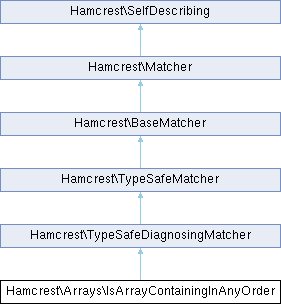 Hamcrest\SelfDescribing
Hamcrest\Matcher
Hamcrest\BaseMatcher
Hamcrest\TypeSafeMatcher
Hamcrest\TypeSafeDiagnosingMatcher
Hamcrest\Arrays\IsArrayContainingInAnyOrder